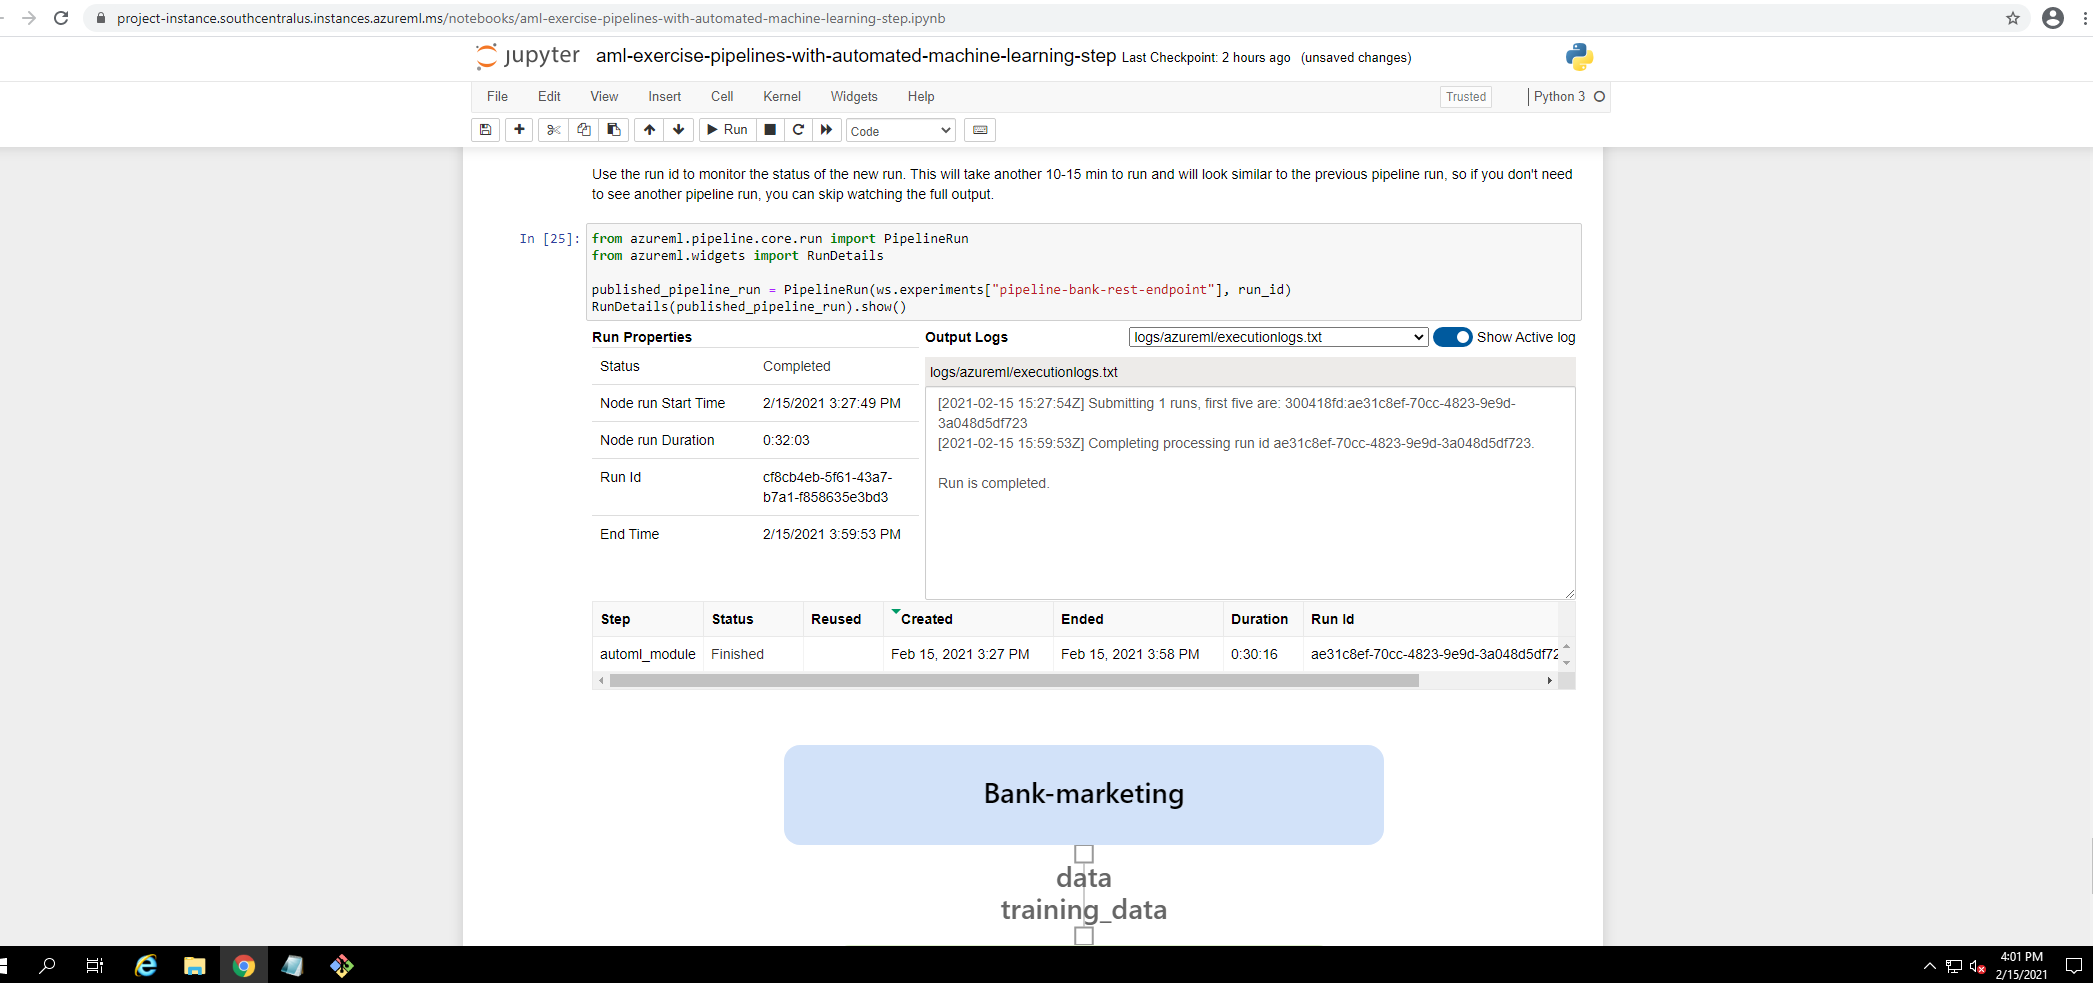 project-instance.southcentralus.instances.azureml.ms/notebooks/aml-exercise-pipelines-with-automated-machine-learning-step.ipynb
jupyter aml-exercise-pipelines-with-automated-machine-learning-step Last Checkpoint: 2 hours ago (unsaved changes)
File Edit View Insert Cell Kernel Widgets Help Trusted Python 3
Run Code
Use the run id to monitor the status of the new run. This will take another 10-15 min to run and will look similar to the previous pipeline run, so if you don't need
to see another pipeline run, you can skip watching the full output.
In [25]: from azureml.pipeline.core.run import PipelineRun
from azureml.widgets import RunDetails
published_pipeline_run = PipelineRun(ws.experiments["pipeline-bank-rest-endpoint"], run_id)
RunDetails(published_pipeline_run).show()
Run Properties
Status Completed
Node run Start Time 2/15/2021 3:27:49 PM
Node run Duration 0:32:03
Run Id cf8cb4eb-5f61-43a7-
b7a1-f858635e3bd3
End Time 2/15/2021 3:59:53 PM
Output Logs logs/azureml/executionlogs.txt Show Active log
logs/azureml/executionlogs.txt
[2021-02-15 15:27:54Z] Submitting 1 runs, first five are: 300418fd:ae31c8ef-70cc-4823-9e9d-
3a048d5df723
[2021-02-15 15:59:53Z] Completing processing run id ae31c8ef-70cc-4823-9e9d-3a048d5df723.
Run is completed.
Step Status Reused Created Ended Duration Run Id
automl_module Finished Feb 15, 2021 3:27 PM Feb 15, 2021 3:58 PM 0:30:16 ae31c8ef-70cc-4823-9e9d-3a048d5df72
Bank-marketing
data
training_data
4:01 PM
2/15/2021